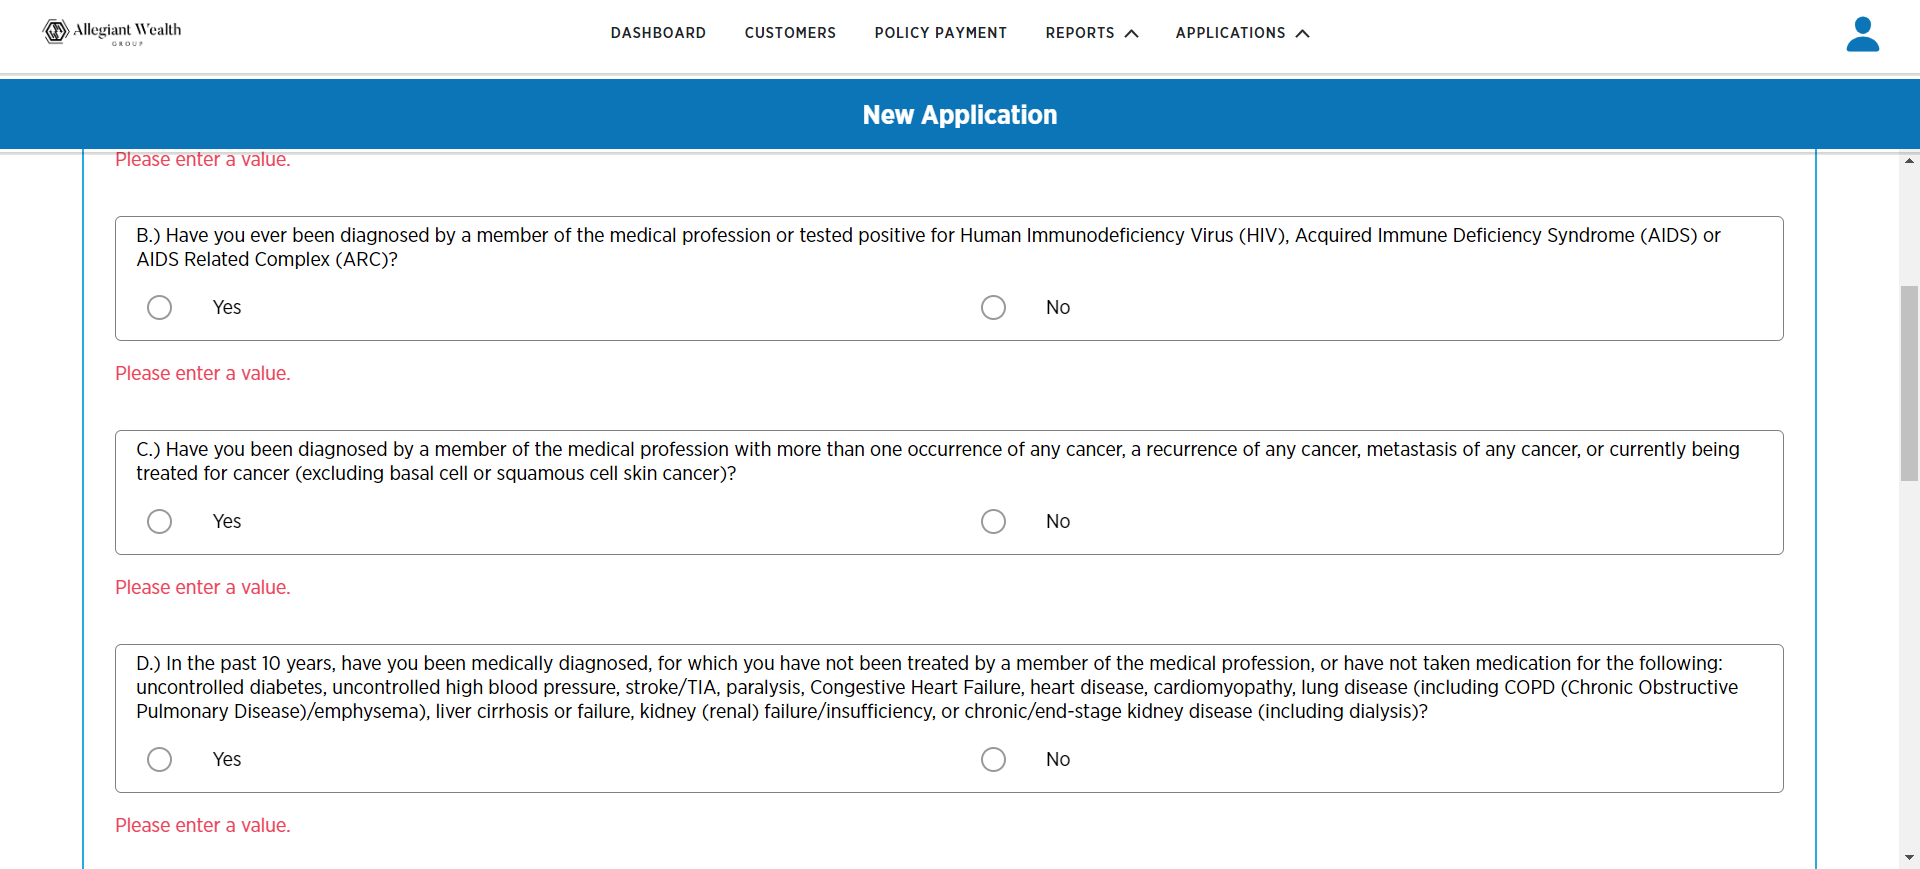 Allegiant Wealth
GROUP
DASHBOARD
CUSTOMERS
POLICY PAYMENT
REPORTS
APPLICATIONS
New Application
Please enter a value.
B.) Have you ever been diagnosed by a member of the medical profession or tested positive for Human Immunodeficiency Virus (HIV), Acquired Immune Deficiency Syndrome (AIDS) or
AIDS Related Complex (ARC)?
Yes
No
Please enter a value.
C.) Have you been diagnosed by a member of the medical profession with more than one occurrence of any cancer, a recurrence of any cancer, metastasis of any cancer, or currently being
treated for cancer (excluding basal cell or squamous cell skin cancer)?
Yes
No
Please enter a value.
D.) In the past 10 years, have you been medically diagnosed, for which you have not been treated by a member of the medical profession, or have not taken medication for the following:
uncontrolled diabetes, uncontrolled high blood pressure, stroke/TIA, paralysis, Congestive Heart Failure, heart disease, cardiomyopathy, lung disease (including COPD (Chronic Obstructive
Pulmonary Disease)/emphysema), liver cirrhosis or failure, kidney (renal) failure/insufficiency, or chronic/end-stage kidney disease (including dialysis)?
Yes
No
Please enter a value.